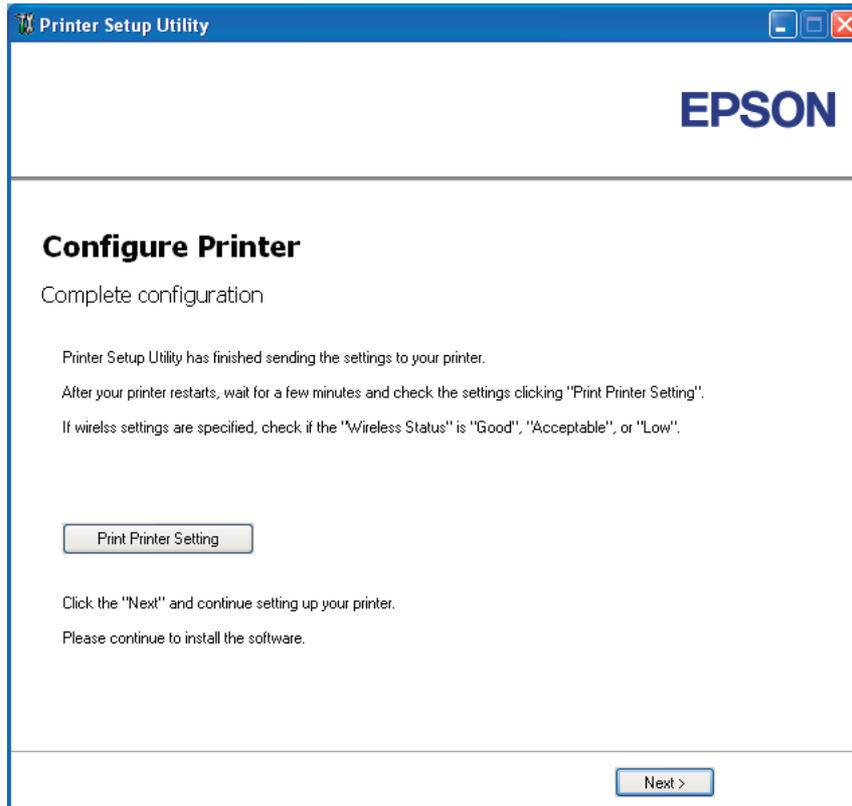 Printer Setup Utility
EPSON
Configure Printer
Complete configuration
Printer Setup Utility has finished sending the settings to your printer.
After your printer restarts, wait for a few minutes and check the settings clicking "Print Printer Setting".
If wirelss settings are specified, check if the "Wireless Status" is "Good", "Acceptable", or "Low".
Print Printer Setting
Click the "Next" and continue setting up your printer.
Please continue to install the software.
Next >